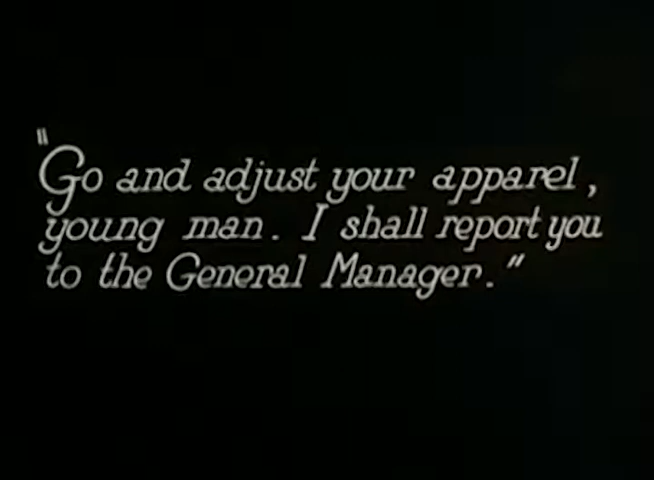 "Go and adjust your apparel,
young man. I shall report you
to the General Manager."